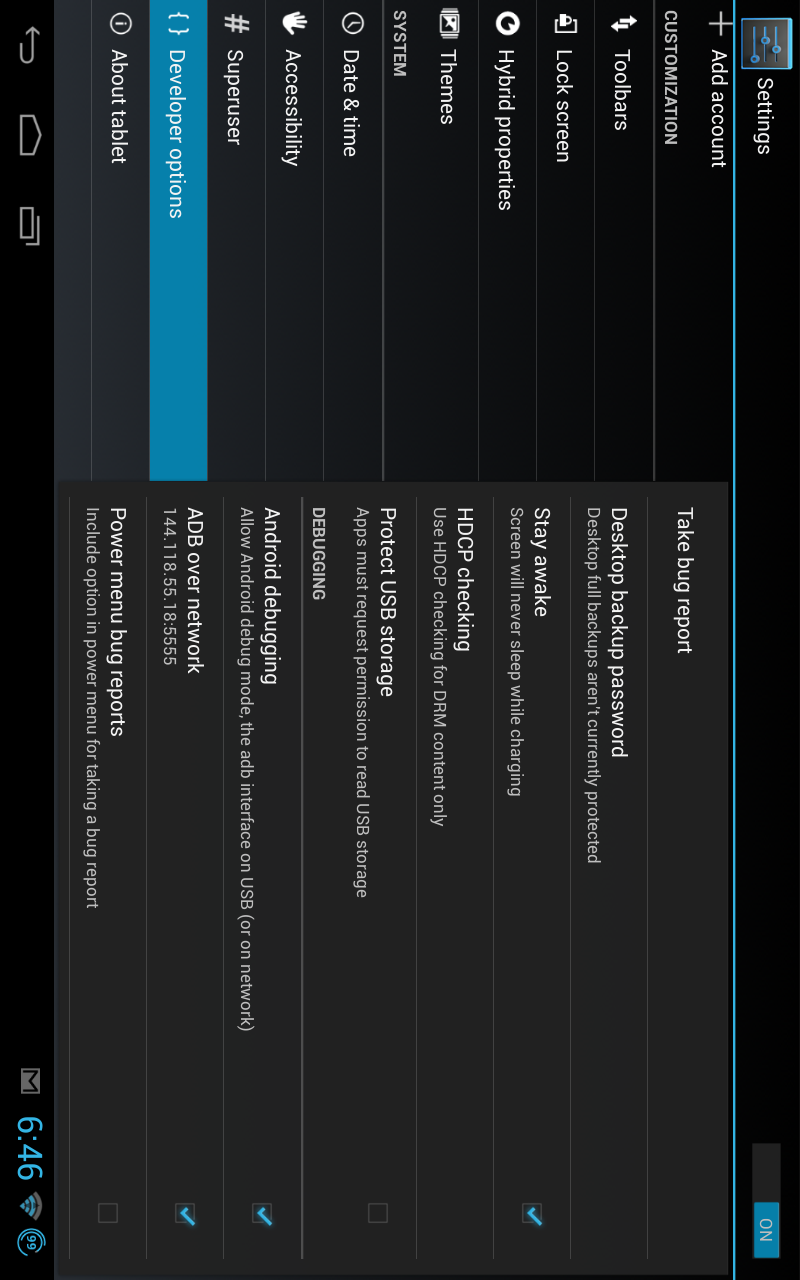 Settings
ON
Add account
CUSTOMIZATION
Toolbars
Lock screen
Hybrid properties
Themes
SYSTEM
Date & time
Accessibility
Superuser
{ } Developer options
About tablet
Take bug report
Desktop backup password
Desktop full backups aren't currently protected
Stay awake
Screen will never sleep while charging
HDCP checking
Use HDCP checking for DRM content only
Protect USB storage
Apps must request permission to read USB storage
DEBUGGING
Android debugging
Allow Android debug mode, the adb interface on USB (or on network)
ADB over network
144.118.55.18:5555
Power menu bug reports
Include option in power menu for taking a bug report
6:46
99